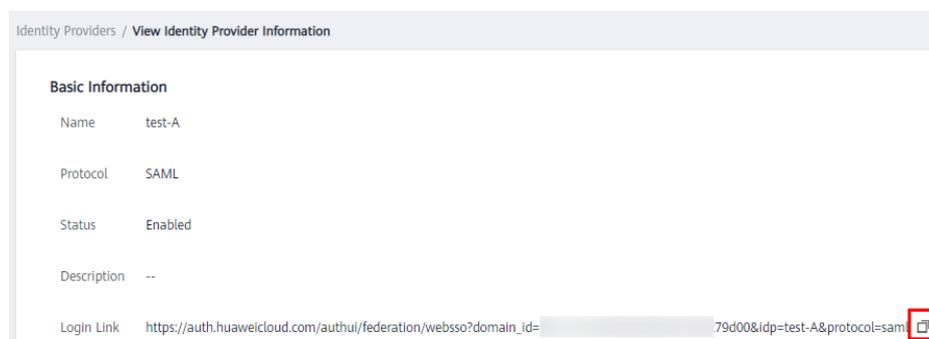 Identity Providers / View Identity Provider Information
Basic Information
Name test-A
Protocol SAML
Status Enabled
Description --
Login Link https://auth.huaweicloud.com/authui/federation/websso?domain_id= 79d00&idp=test-A&protocol=saml